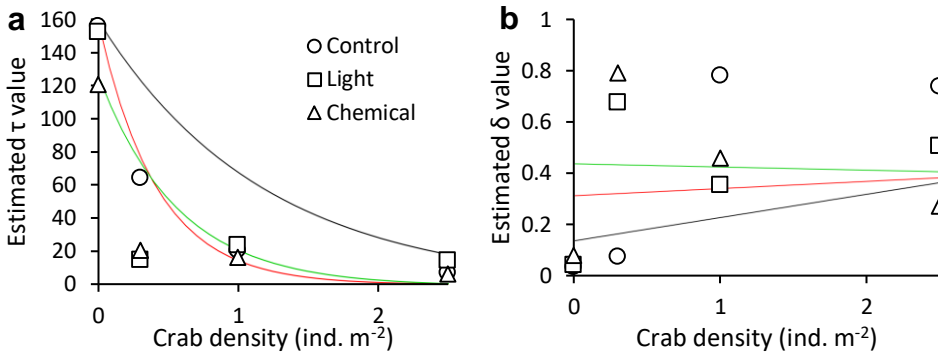 a
160
140
120
100
80
60
40
20
0
Estimated τ value
Control
Light
Chemical
0 1 2
Crab density (ind. m⁻²)
b
1
0.8
0.6
0.4
0.2
0
Estimated δ value
0 1 2
Crab density (ind. m⁻²)